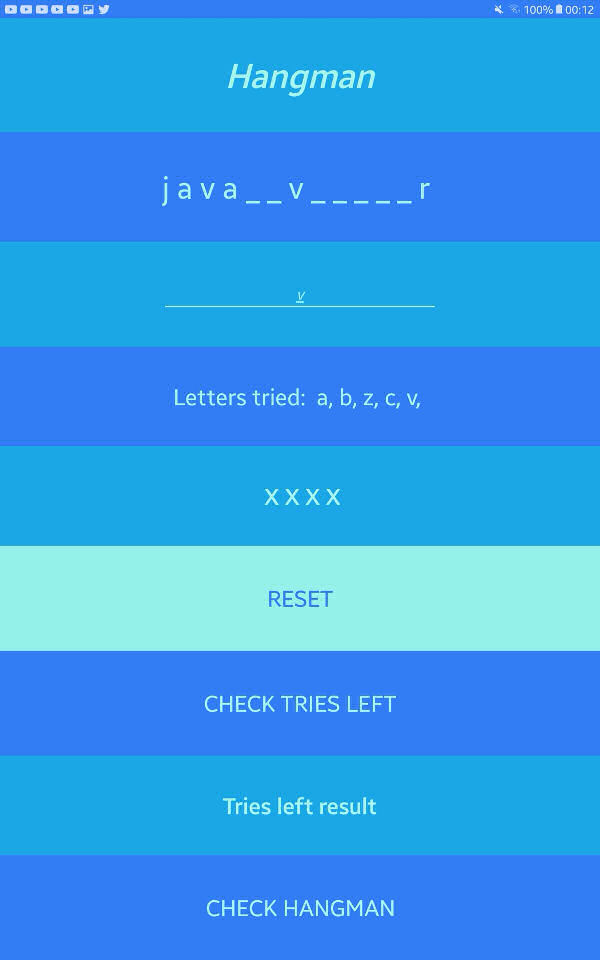 100% 00:12
Hangman
j a v a _ _ v _ _ _ _ _ r
v
Letters tried:  a, b, z, c, v,
X X X X
RESET
CHECK TRIES LEFT
Tries left result
CHECK HANGMAN